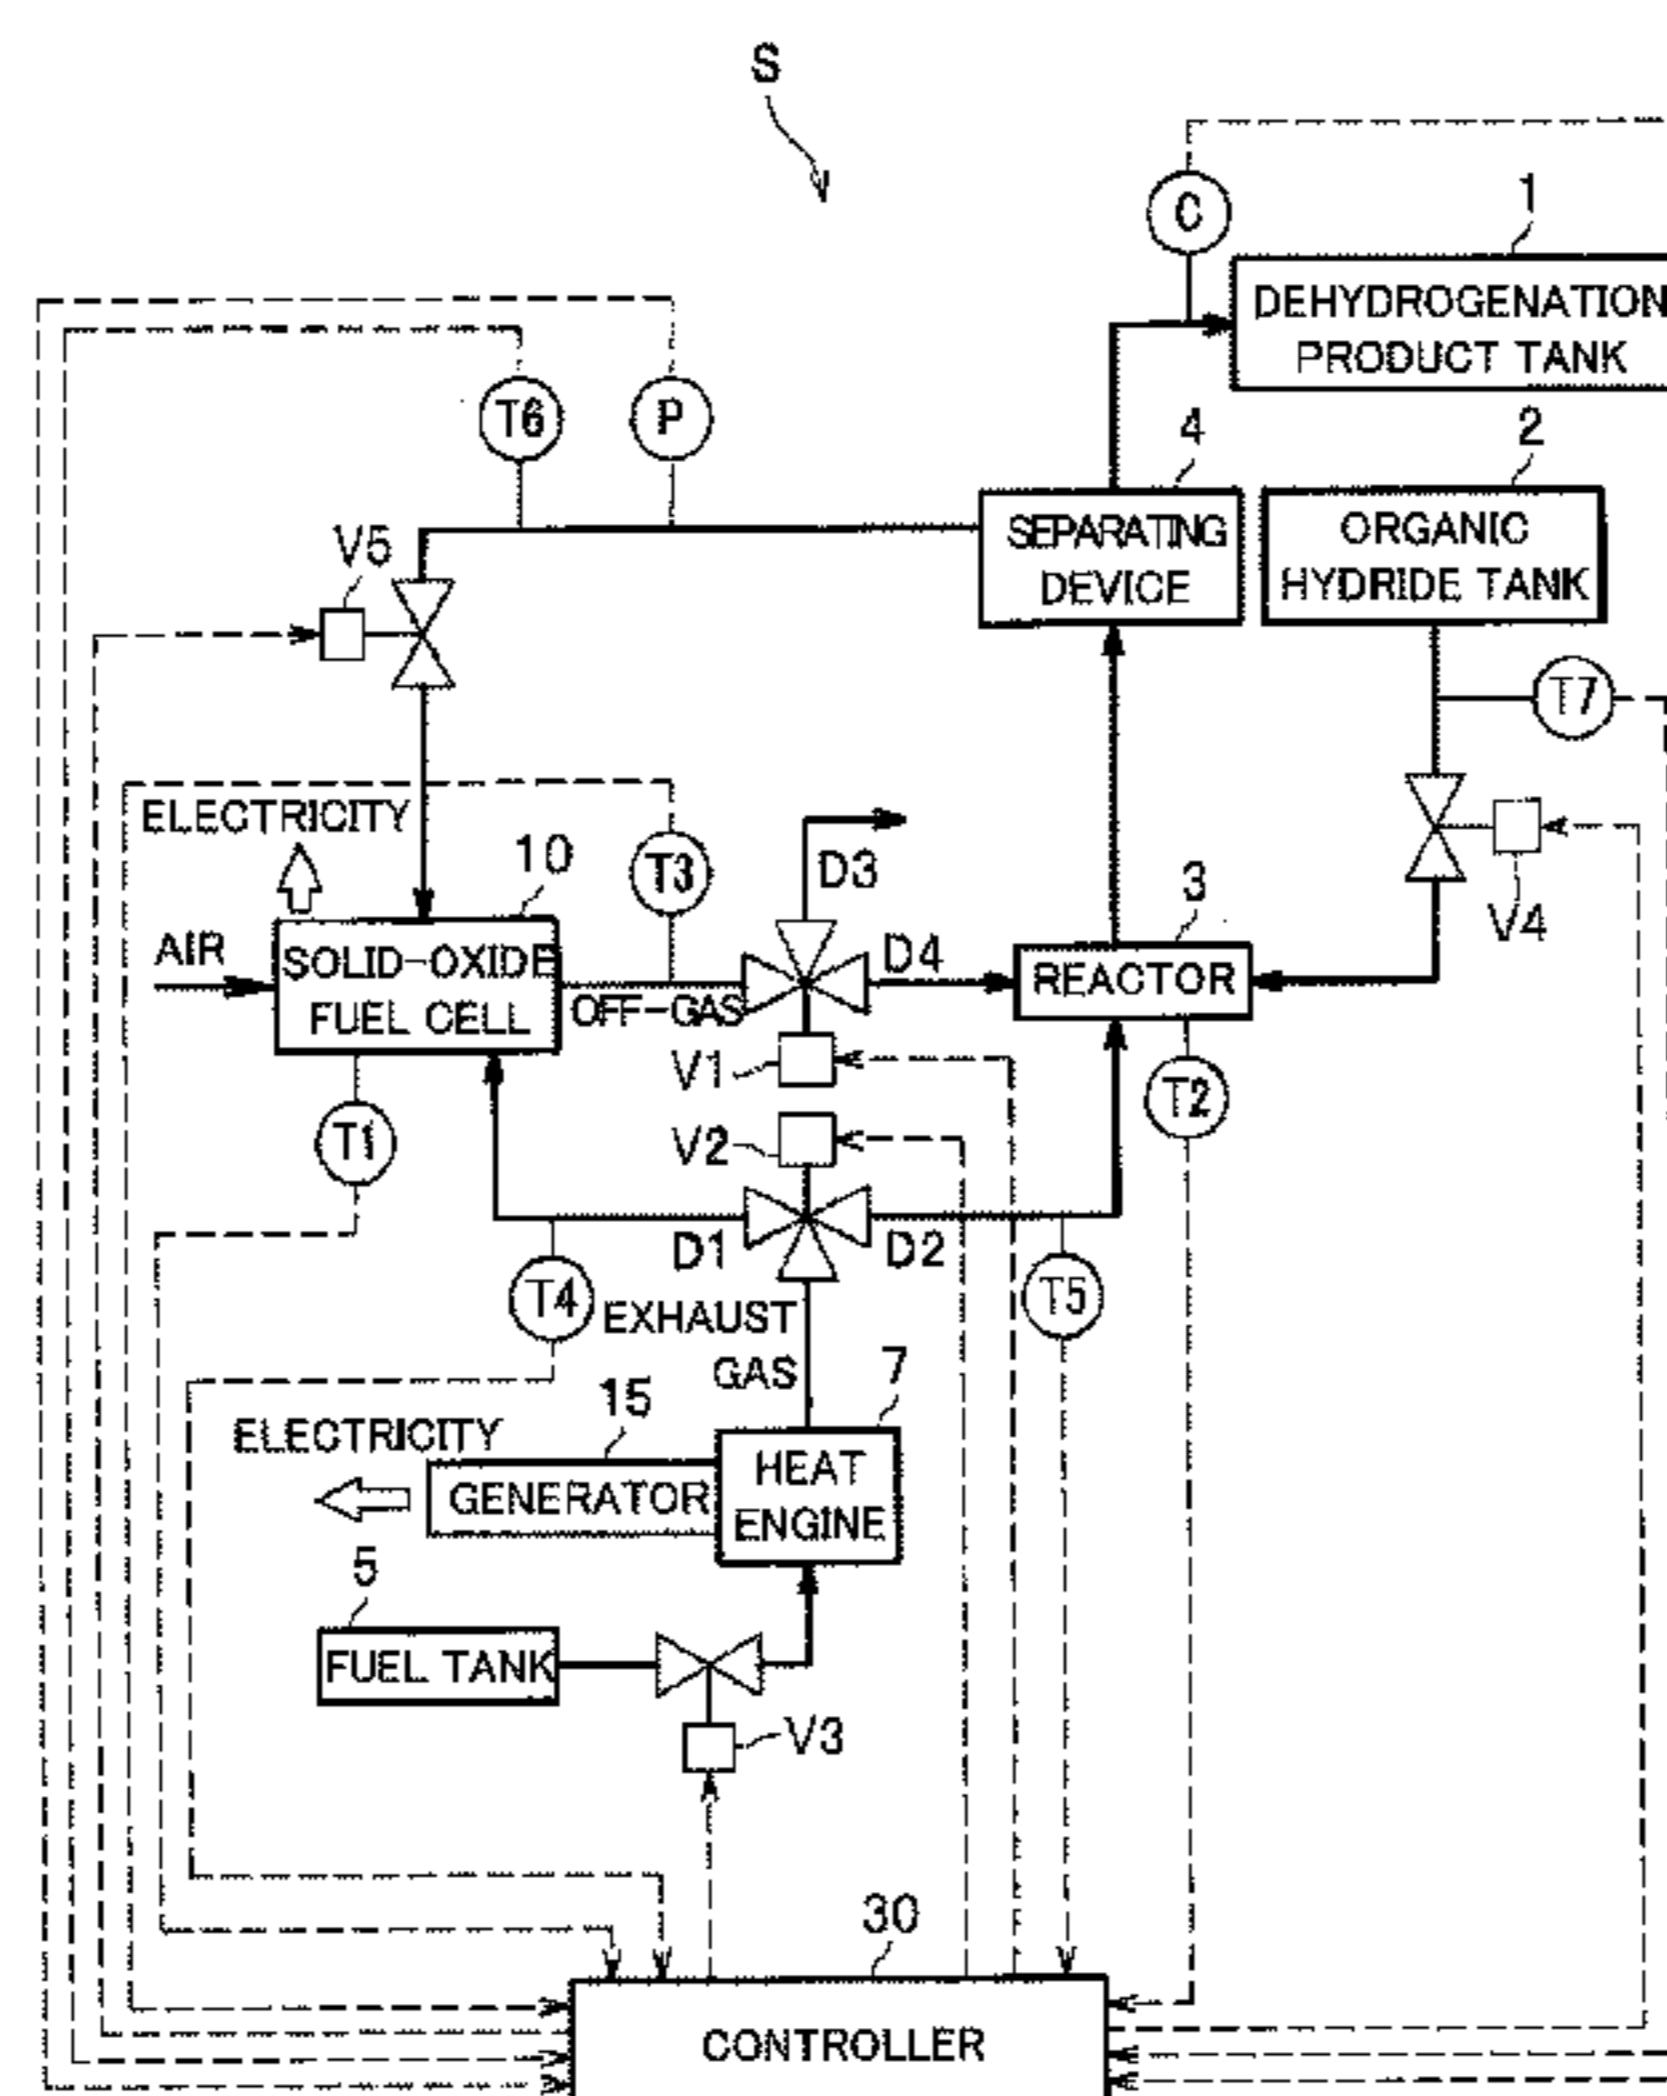 S
C
1
DEHYDROGENATION
PRODUCT TANK
T6
P
4
2
SEPARATING
DEVICE
ORGANIC
HYDRIDE TANK
V5
T7
ELECTRICITY
10
T3
D3
3
V4
AIR
SOLID-OXIDE
FUEL CELL
OFF-GAS
D4
REACTOR
V1
T2
T1
V2
D1
D2
T4
T5
EXHAUST
GAS
7
15
ELECTRICITY
GENERATOR
HEAT
ENGINE
5
FUEL TANK
V3
30
CONTROLLER